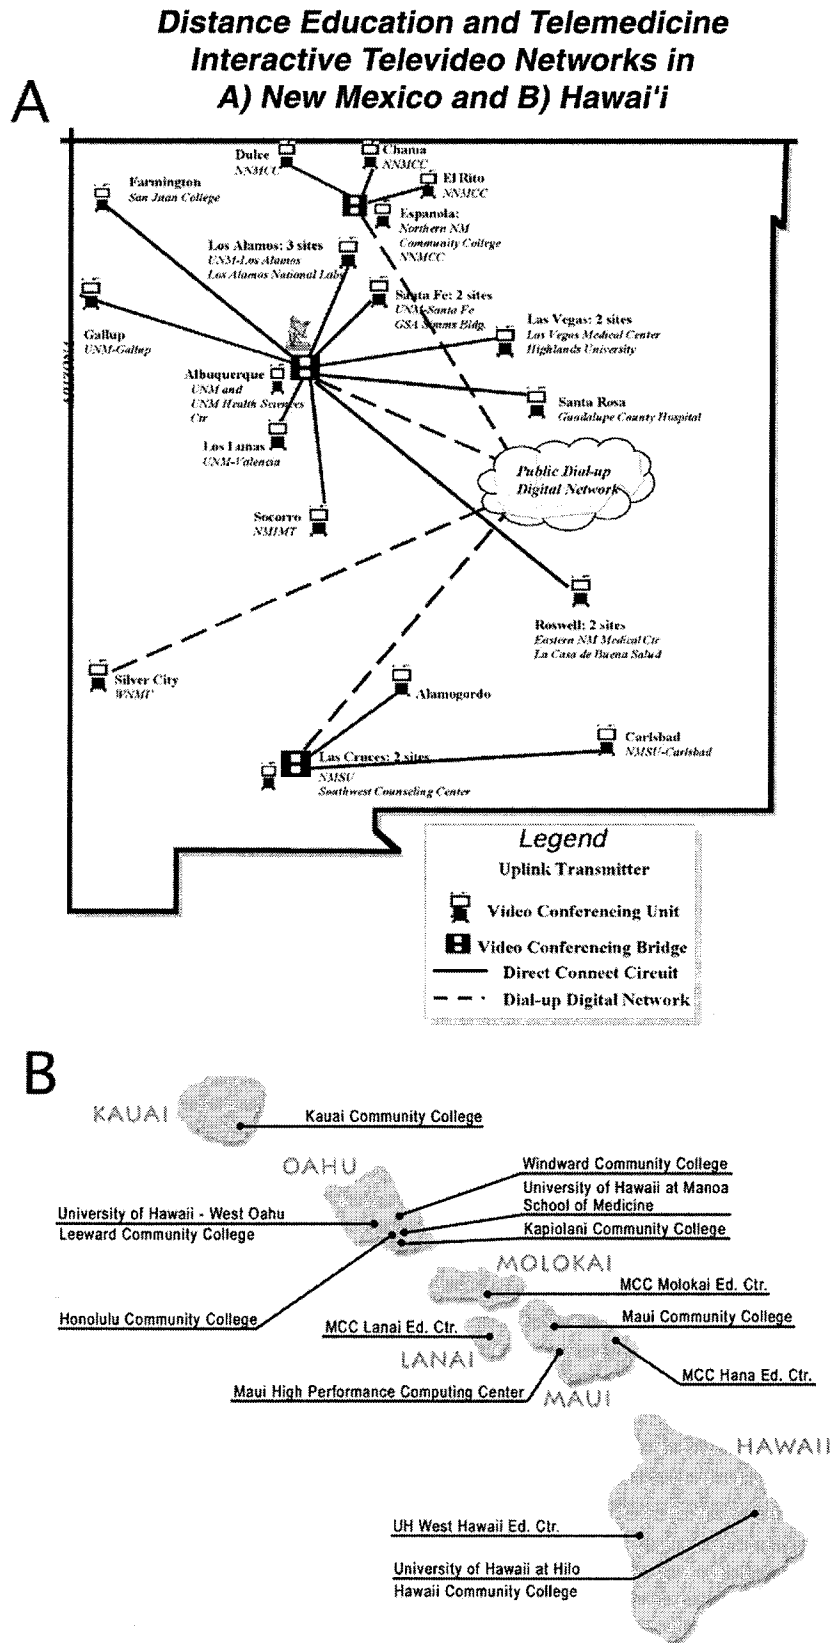 Distance Education and Telemedicine
Interactive Televideo Networks in
A) New Mexico and B) Hawai'i
A
Dulce
NNMCC
Chama
NNMCC
El Rito
NNMCC
Farmington
San Juan College
Espanola:
Northern NM
Community College
NNMCC
Los Alamos: 3 sites
UNM-Los Alamos
Los Alamos National Labs
Santa Fe: 2 sites
UNM-Santa Fe
GSA Simms Bldg.
Las Vegas: 2 sites
Las Vegas Medical Center
Highlands University
Gallup
UNM-Gallup
ARIZONA
Albuquerque
UNM and
UNM Health Sciences
Ctr
Santa Rosa
Guadalupe County Hospital
Los Lunas
UNM-Valencia
Public Dial-up
Digital Network
Socorro
NMIMT
Roswell: 2 sites
Eastern NM Medical Ctr
La Casa de Buena Salud
Silver City
WNMU
Alamogordo
Carlsbad
NMSU-Carlsbad
Las Cruces: 2 sites
NMSU
Southwest Counseling Center
Legend
Uplink Transmitter
Video Conferencing Unit
Video Conferencing Bridge
Direct Connect Circuit
Dial-up Digital Network
B
KAUAI
Kauai Community College
OAHU
Windward Community College
University of Hawaii at Manoa
School of Medicine
University of Hawaii - West Oahu
Leeward Community College
Kapiolani Community College
MOLOKAI
MCC Molokai Ed. Ctr.
Honolulu Community College
Maui Community College
MCC Lanai Ed. Ctr.
LANAI
MCC Hana Ed. Ctr.
Maui High Performance Computing Center
MAUI
HAWAII
UH West Hawaii Ed. Ctr.
University of Hawaii at Hilo
Hawaii Community College